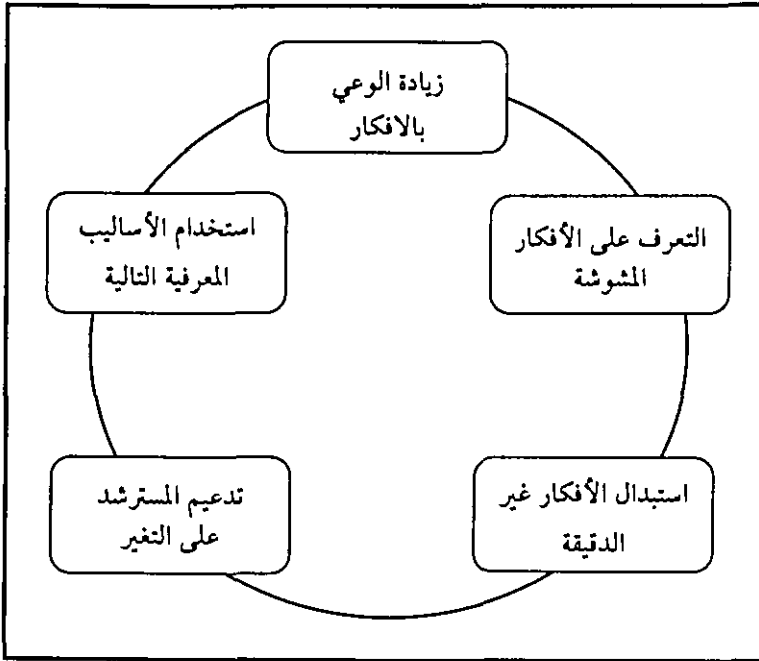 زيادة الوعي
بالافكار
التعرف على الأفكار
المشوشة
استبدال الأفكار غير
الدقيقة
تدعيم المسترشد
على التغير
استخدام الأساليب
المعرفية التالية